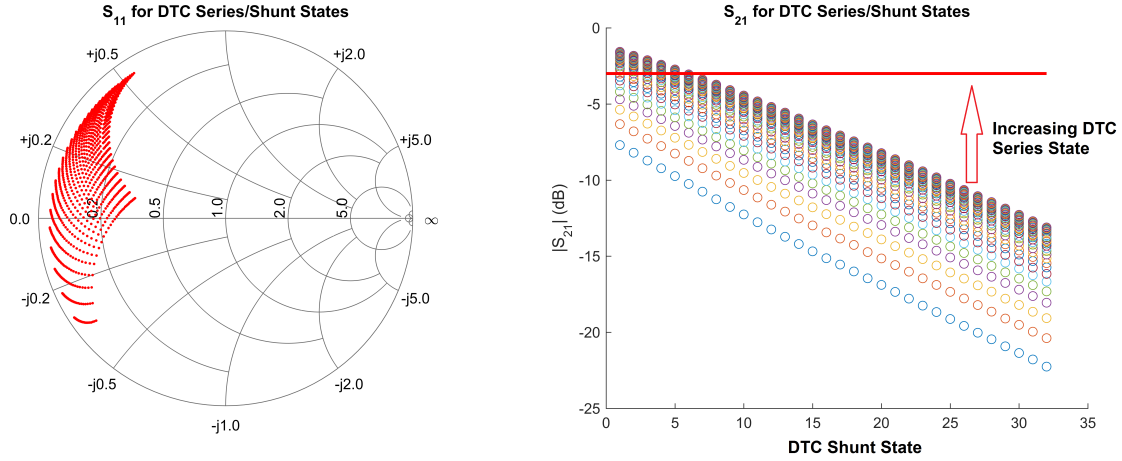 S11 for DTC Series/Shunt States
+j0.5
+j2.0
+j0.2
+j5.0
0.0
0.2
0.5
1.0
2.0
5.0
∞
-j0.2
-j5.0
-j0.5
-j2.0
-j1.0
S21 for DTC Series/Shunt States
0
-5
-10
-15
-20
-25
|S21| (dB)
Increasing DTC
Series State
0
5
10
15
20
25
30
35
DTC Shunt State